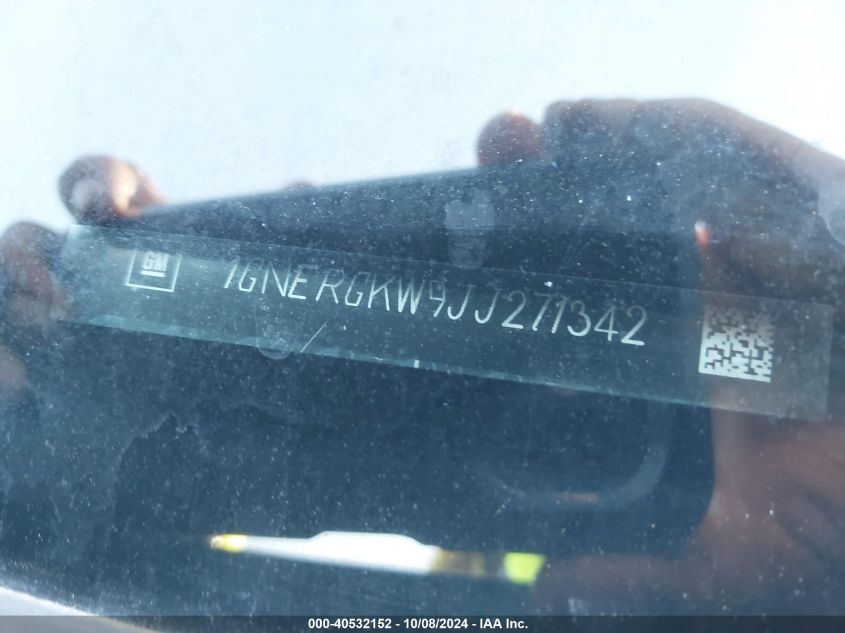 GM
1GNERGKW9JJ271342
000-40532152 - 10/08/2024 - IAA Inc.